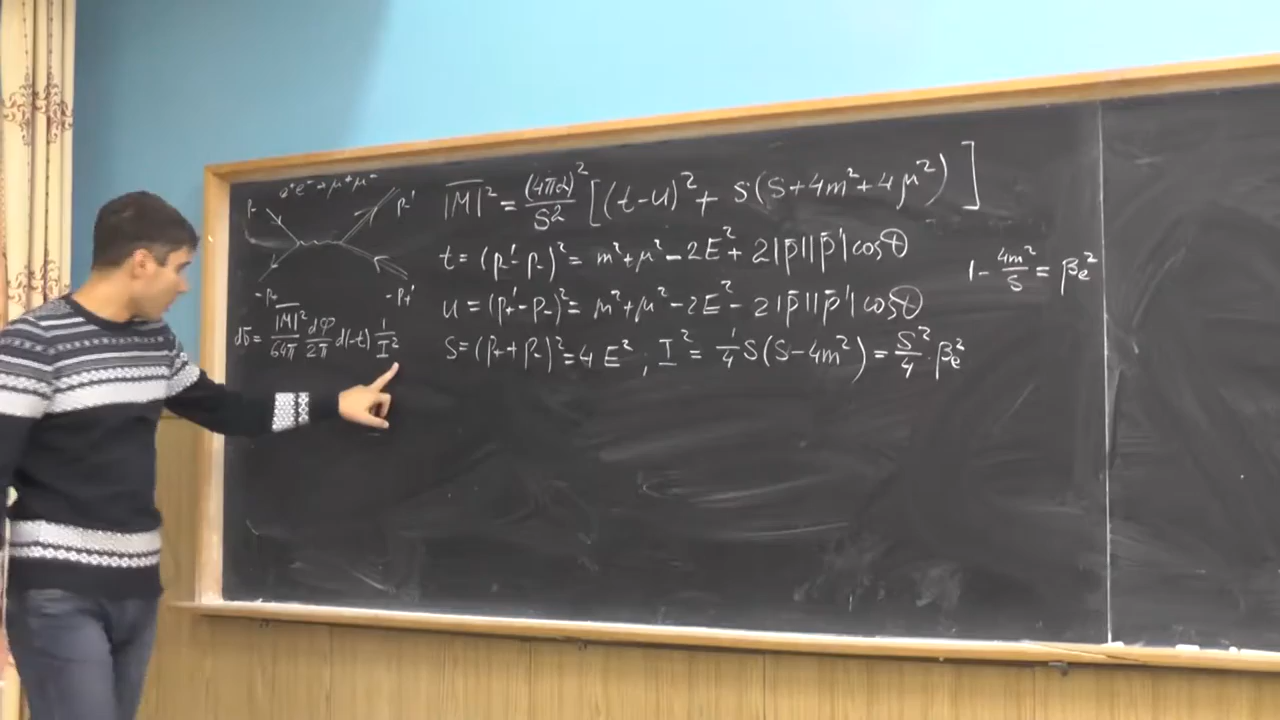 e⁺e⁻→μ⁺μ⁻
p₋ p₋'
-p₊ -p₊'
dσ = \overline{|M|}²/64π dφ/2π d(-t) 1/I²
\overline{|M|}² = (4πα)²/s² [(t-u)² + s(s+4m²+4μ²)]
t = (p₋'-p₋)² = m²+μ²-2E²+2|p̄||p̄'|cosθ
u = (p₊'-p₋)² = m²+μ²-2E²-2|p̄||p̄'|cosθ
s = (p₊+p₋)² = 4E² ; I² = 1/4 s(s-4m²) = s²/4 · βe²
1 - 4m²/s = βe²